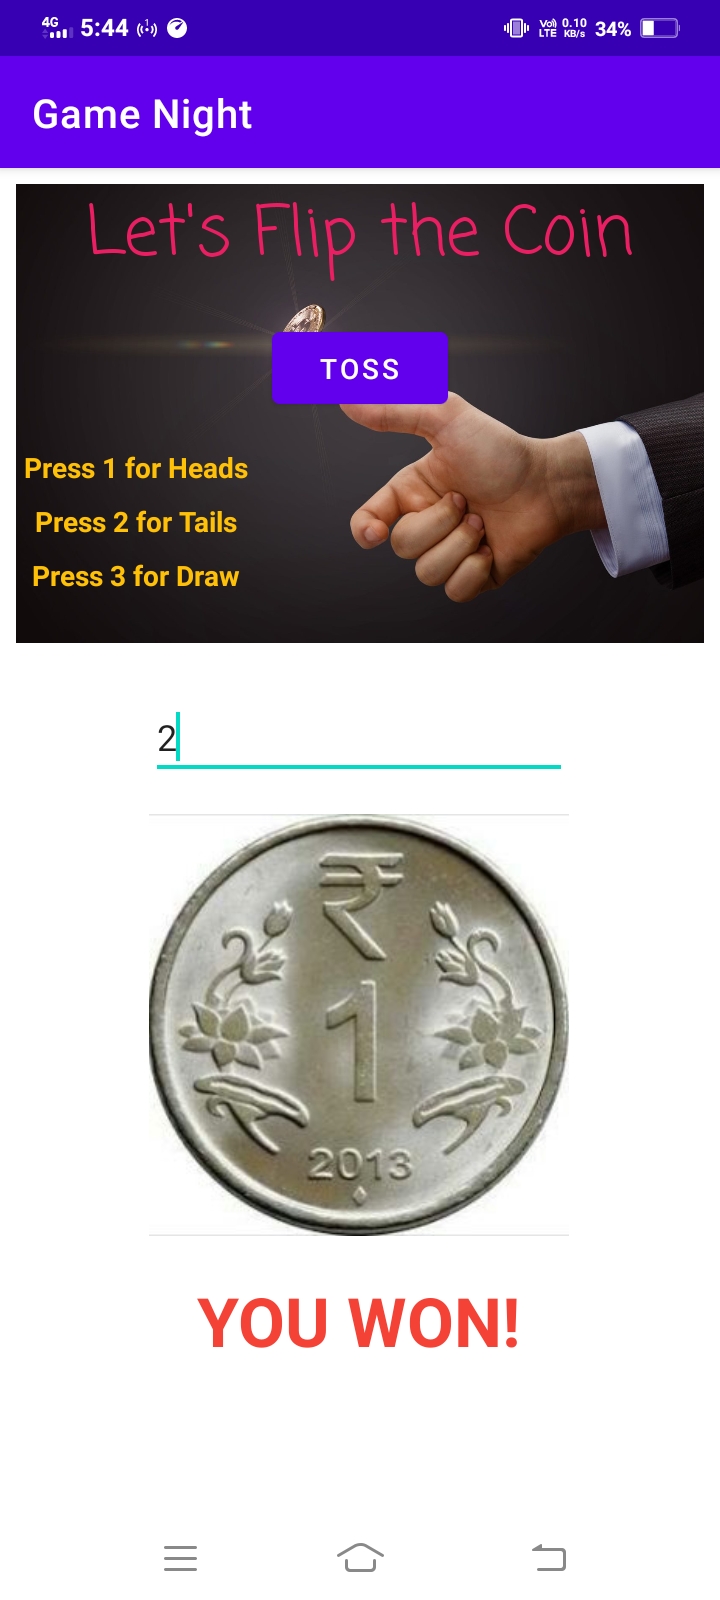 4G 5:44 Vo) 0.10 34%
LTE KB/s
Game Night
Let's Flip the Coin
TOSS
Press 1 for Heads
Press 2 for Tails
Press 3 for Draw
2
₹
1
2013
YOU WON!